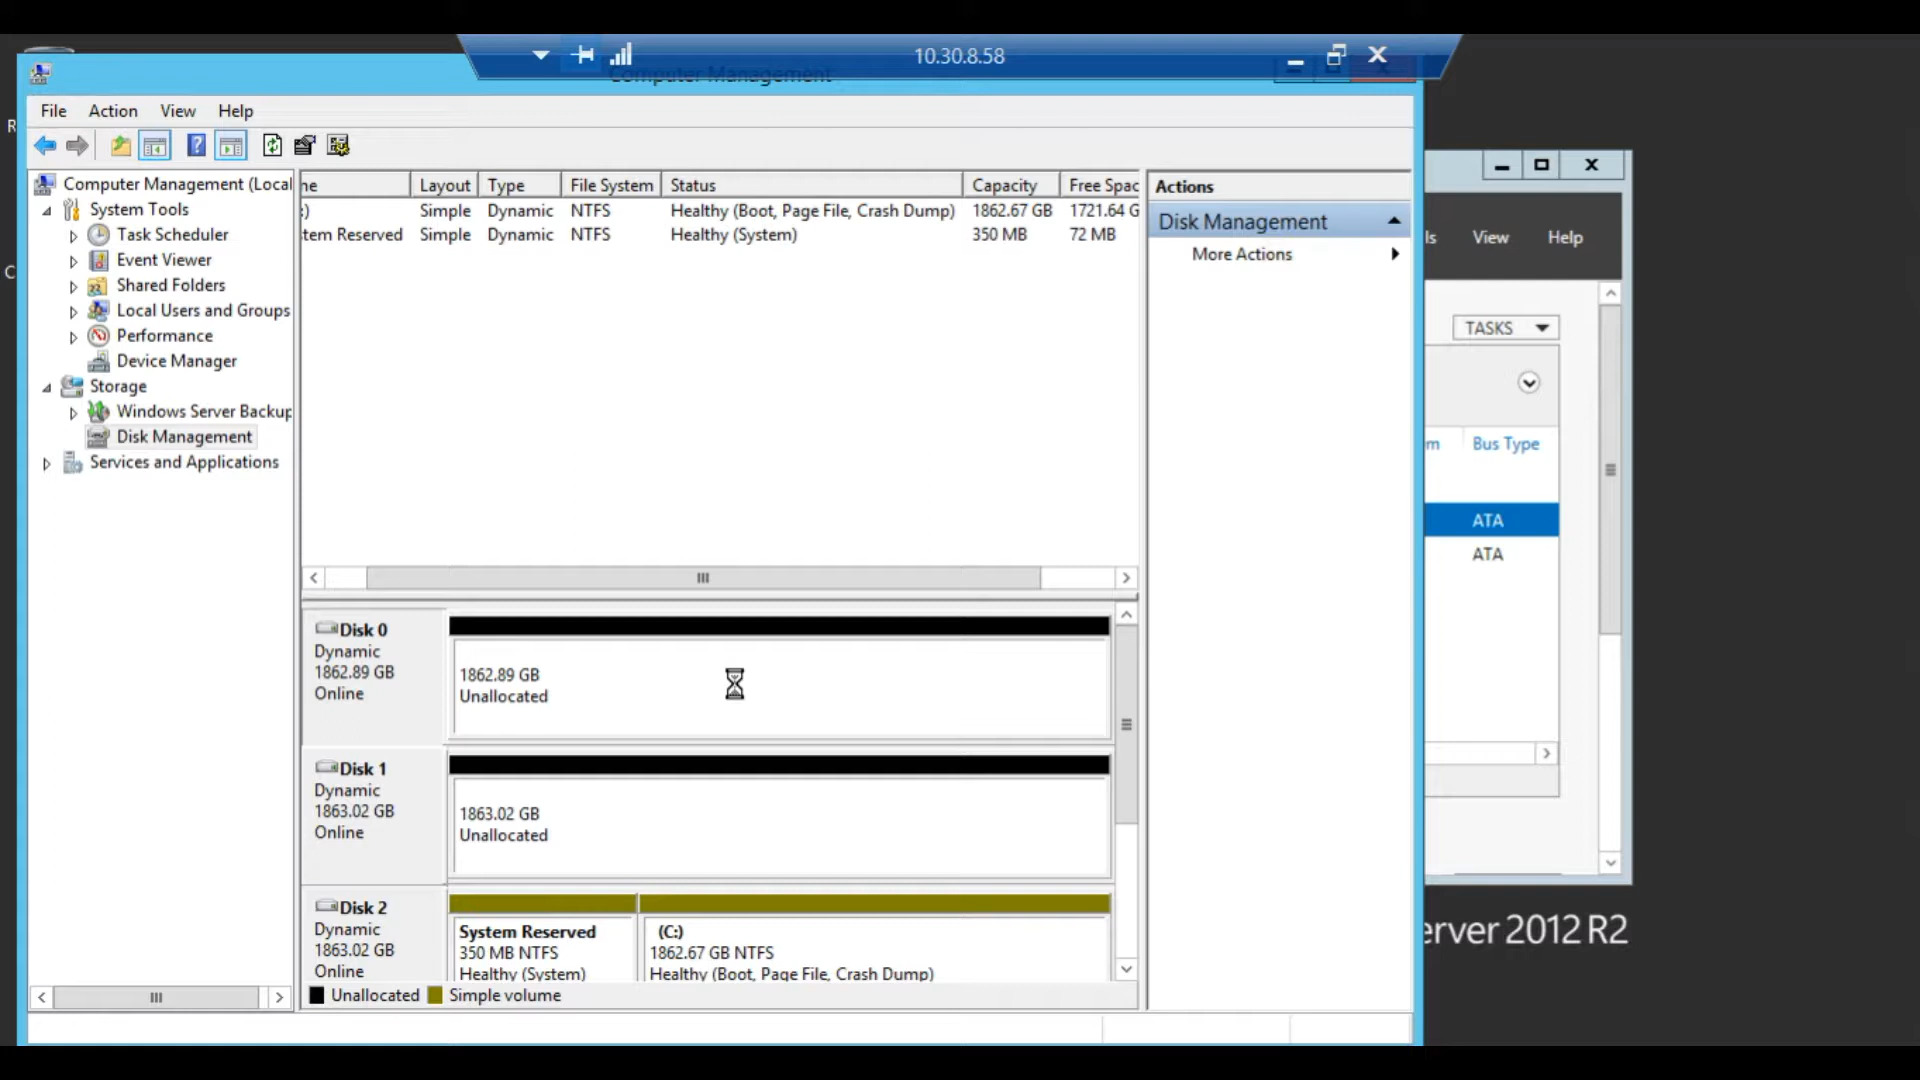 10.30.8.58
Computer Management
File Action View Help
R
C
Computer Management (Local
System Tools
Task Scheduler
Event Viewer
Shared Folders
Local Users and Groups
Performance
Device Manager
Storage
Windows Server Backup
Disk Management
Services and Applications
me Layout Type File System Status Capacity Free Spac
:) Simple Dynamic NTFS Healthy (Boot, Page File, Crash Dump) 1862.67 GB 1721.64 G
stem Reserved Simple Dynamic NTFS Healthy (System) 350 MB 72 MB
Actions
Disk Management
More Actions
ls View Help
TASKS
m Bus Type
ATA
ATA
Disk 0
Dynamic
1862.89 GB
Online
1862.89 GB
Unallocated
Disk 1
Dynamic
1863.02 GB
Online
1863.02 GB
Unallocated
Disk 2
Dynamic
1863.02 GB
Online
System Reserved
350 MB NTFS
Healthy (System)
(C:)
1862.67 GB NTFS
Healthy (Boot, Page File, Crash Dump)
Unallocated Simple volume
erver 2012 R2